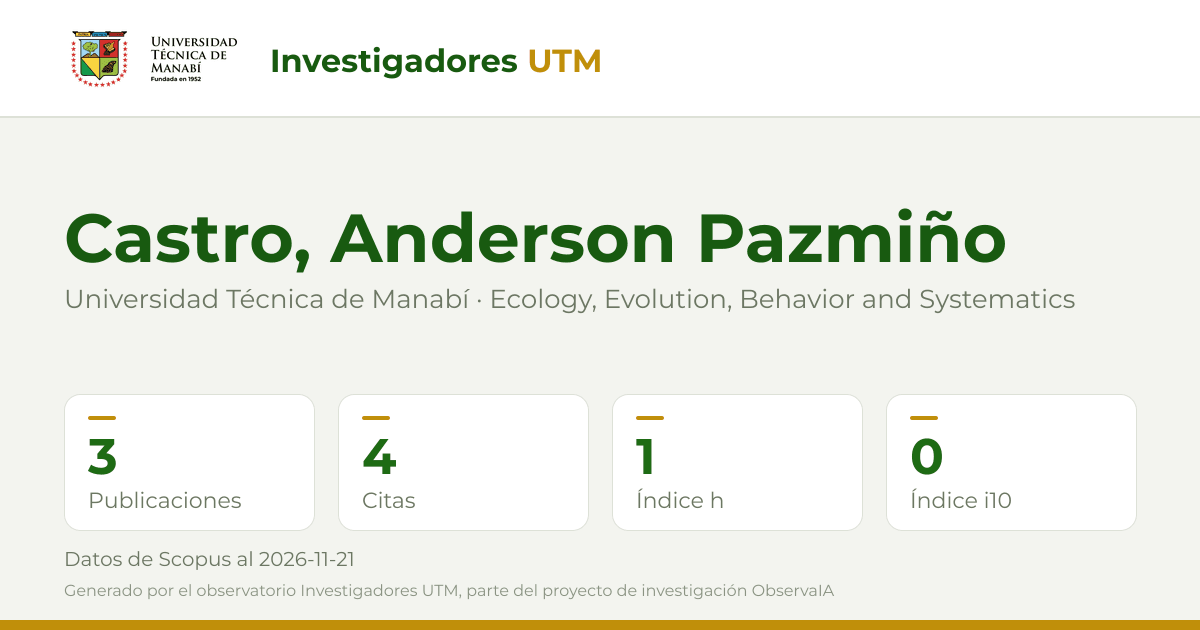 UNIVERSIDAD
TÉCNICA DE
MANABÍ
Fundada en 1952
Investigadores UTM
Castro, Anderson Pazmiño
Universidad Técnica de Manabí · Ecology, Evolution, Behavior and Systematics
3
Publicaciones
4
Citas
1
Índice h
0
Índice i10
Datos de Scopus al 2026-11-21
Generado por el observatorio Investigadores UTM, parte del proyecto de investigación ObservaIA